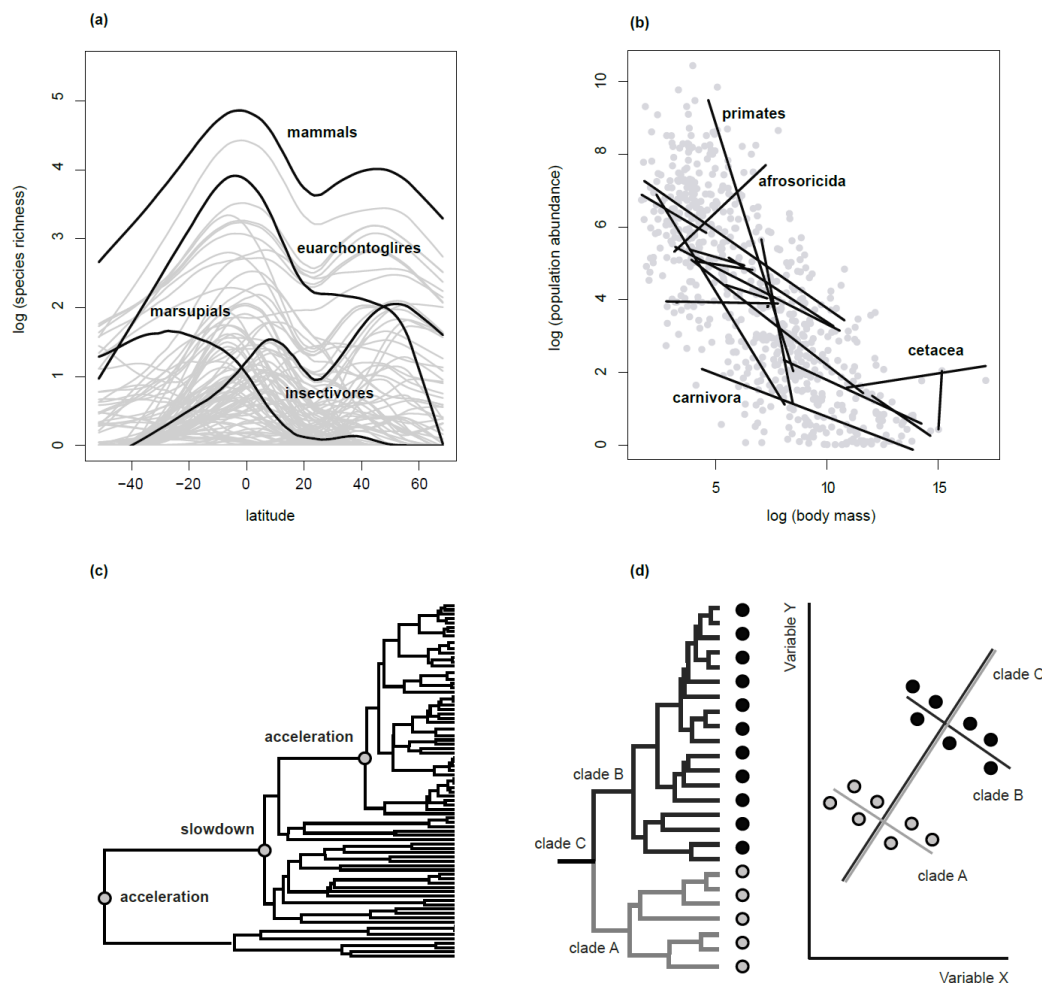 (a)
log (species richness)
5
4
3
2
1
0
mammals
euarchontoglires
marsupials
insectivores
−40 −20 0 20 40 60
latitude
(b)
log (population abundance)
10
8
6
4
2
0
primates
afrosoricida
cetacea
carnivora
5 10 15
log (body mass)
(c)
acceleration
slowdown
acceleration
(d)
clade B
clade C
clade A
Variable Y
clade C
clade B
clade A
Variable X